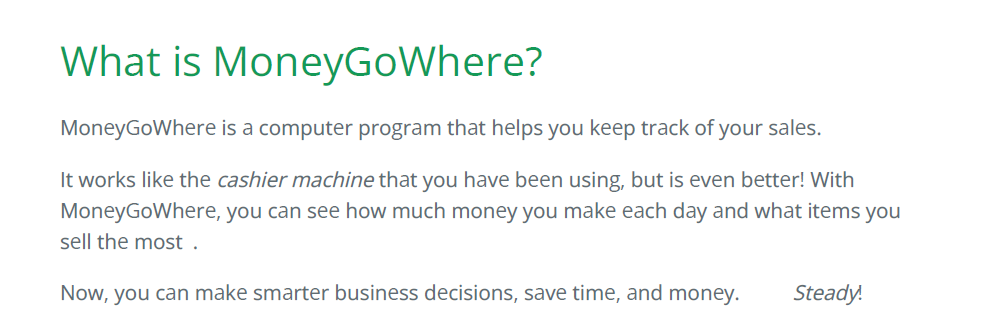 What is MoneyGoWhere?
MoneyGoWhere is a computer program that helps you keep track of your sales.
It works like the cashier machine that you have been using, but is even better! With
MoneyGoWhere, you can see how much money you make each day and what items you
sell the most .
Now, you can make smarter business decisions, save time, and money. Steady!